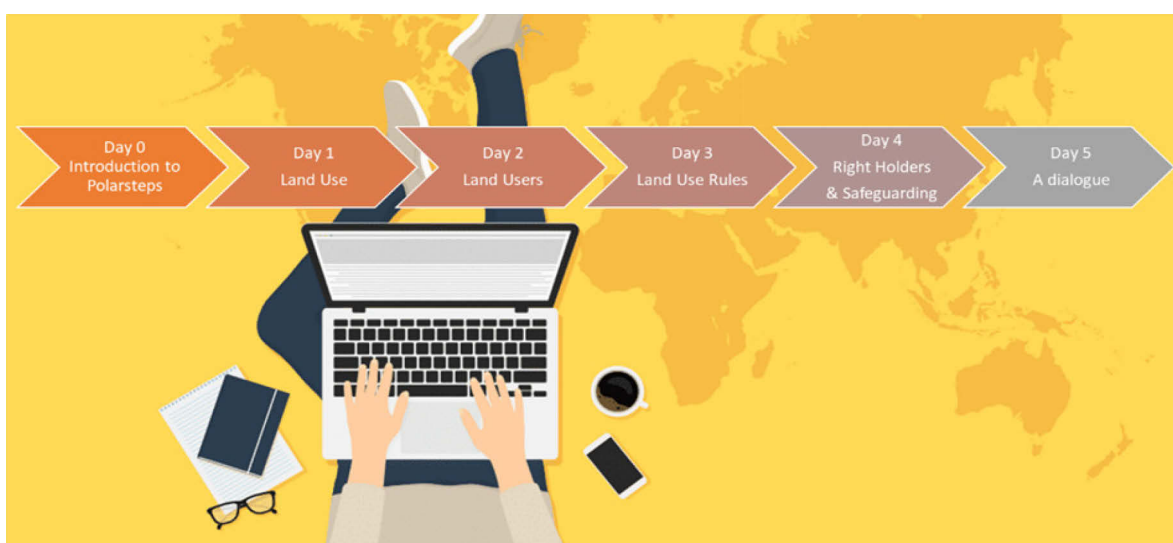 Day 0
Introduction to
Polarsteps
Day 1
Land Use
Day 2
Land Users
Day 3
Land Use Rules
Day 4
Right Holders
& Safeguarding
Day 5
A dialogue